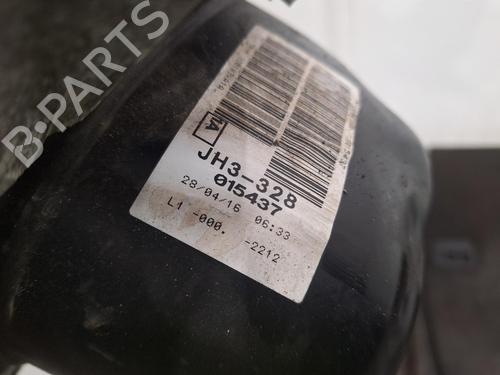 B-PARTS
A
JH3-328
015437
28/04/16 06:33
L1 -000. -2212